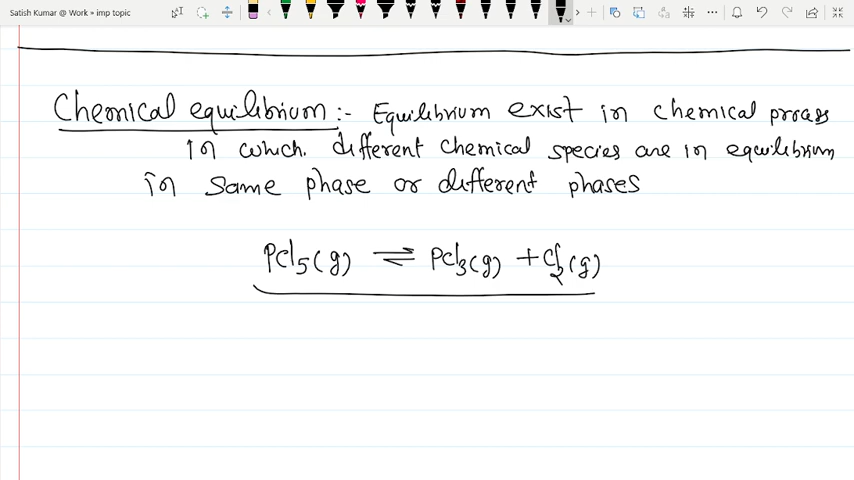 Satish Kumar @ Work » imp topic
Chemical equilibrium :- Equilibrium exist in chemical process
in which different chemical species are in equilibrium
in same phase or different phases
PCl5(g) ⇌ PCl3(g) + Cl2(g)